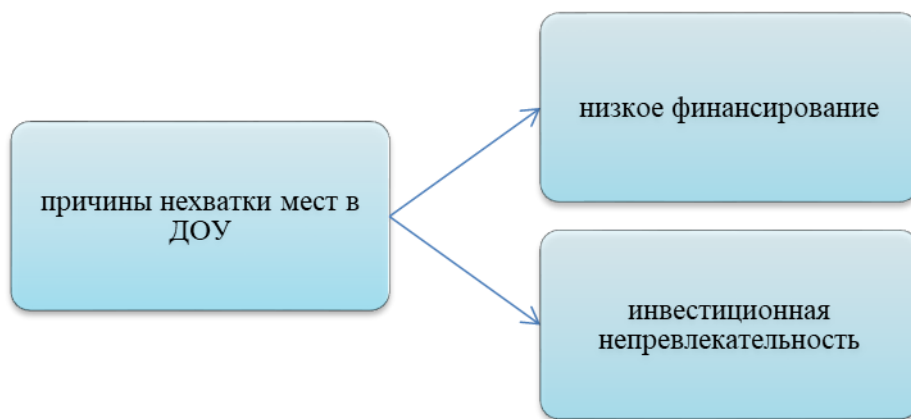 причины нехватки мест в
ДОУ
низкое финансирование
инвестиционная
непревлекательность